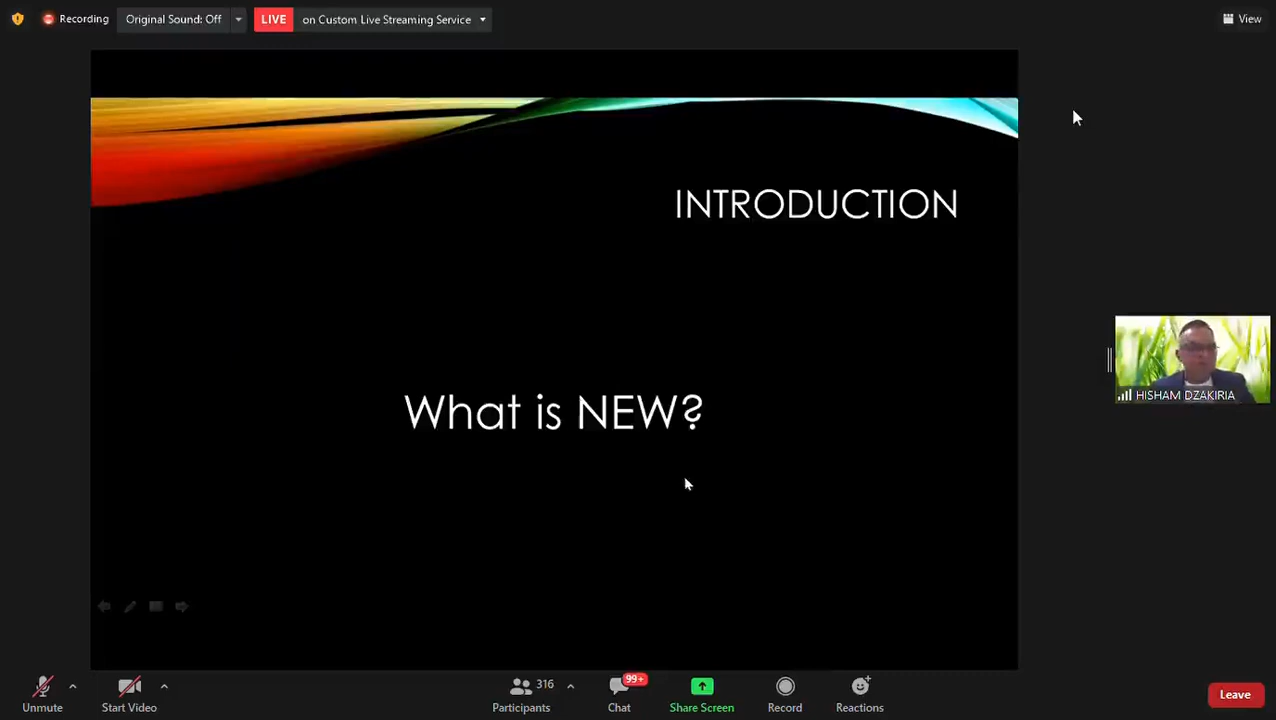 Recording
Original Sound: Off
LIVE
on Custom Live Streaming Service
View
INTRODUCTION
What is NEW?
HISHAM DZAKIRIA
Unmute
Start Video
316
Participants
99+
Chat
Share Screen
Record
Reactions
Leave